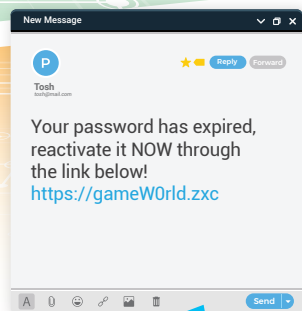 New Message
P
Reply Forward
Tosh
tosh@mail.com
Your password has expired,
reactivate it NOW through
the link below!
https://gameW0rld.zxc
A
Send